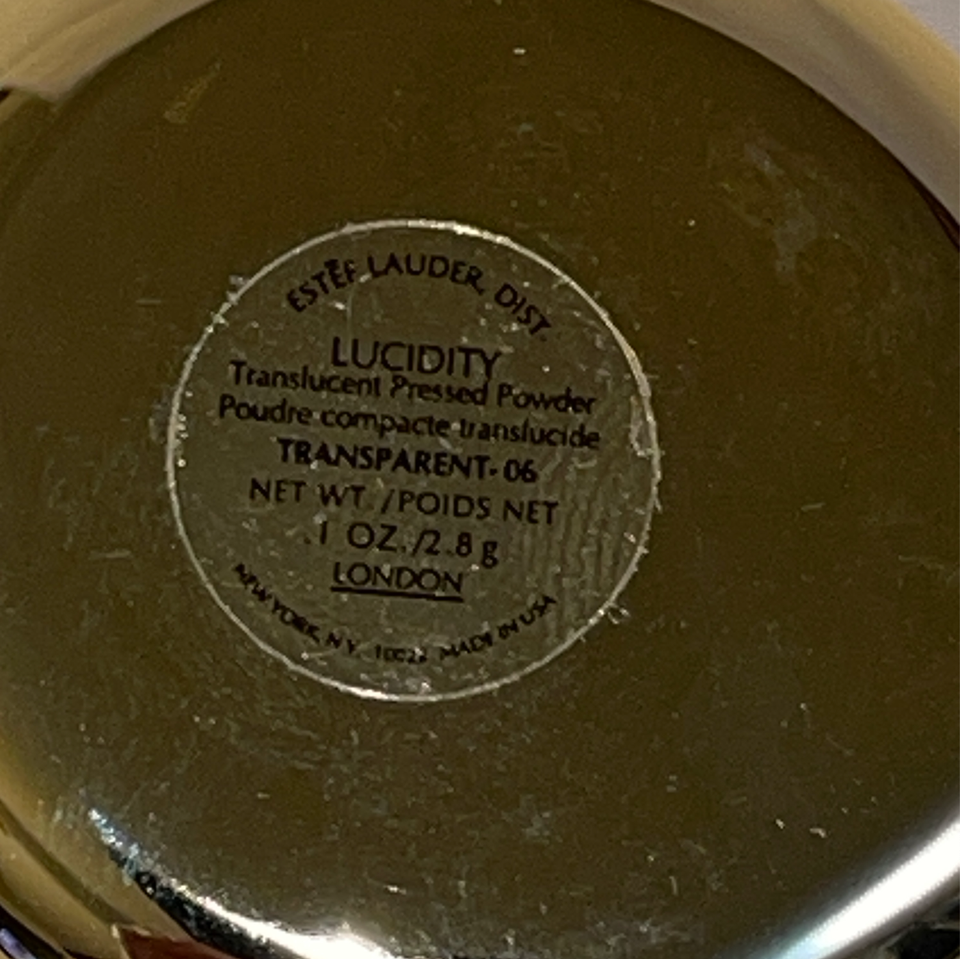 ESTĒE LAUDER, DIST.
LUCIDITY
Translucent Pressed Powder
Poudre compacte translucide
TRANSPARENT- 06
NET WT. /POIDS NET
.1 OZ./2.8 g
LONDON
NEW YORK, N.Y. 10022 MADE IN USA